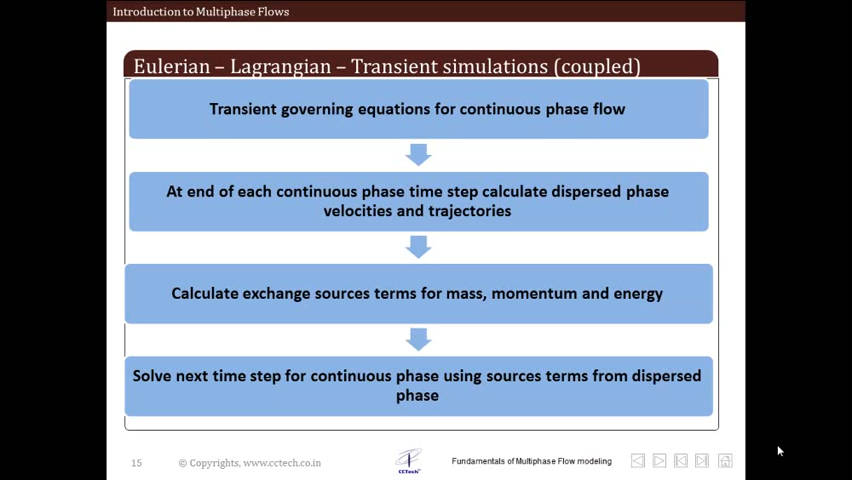 Introduction to Multiphase Flows
Eulerian – Lagrangian – Transient simulations (coupled)
Transient governing equations for continuous phase flow
At end of each continuous phase time step calculate dispersed phase
velocities and trajectories
Calculate exchange sources terms for mass, momentum and energy
Solve next time step for continuous phase using sources terms from dispersed
phase
15 © Copyrights, www.cctech.co.in CCTech Fundamentals of Multiphase Flow modeling